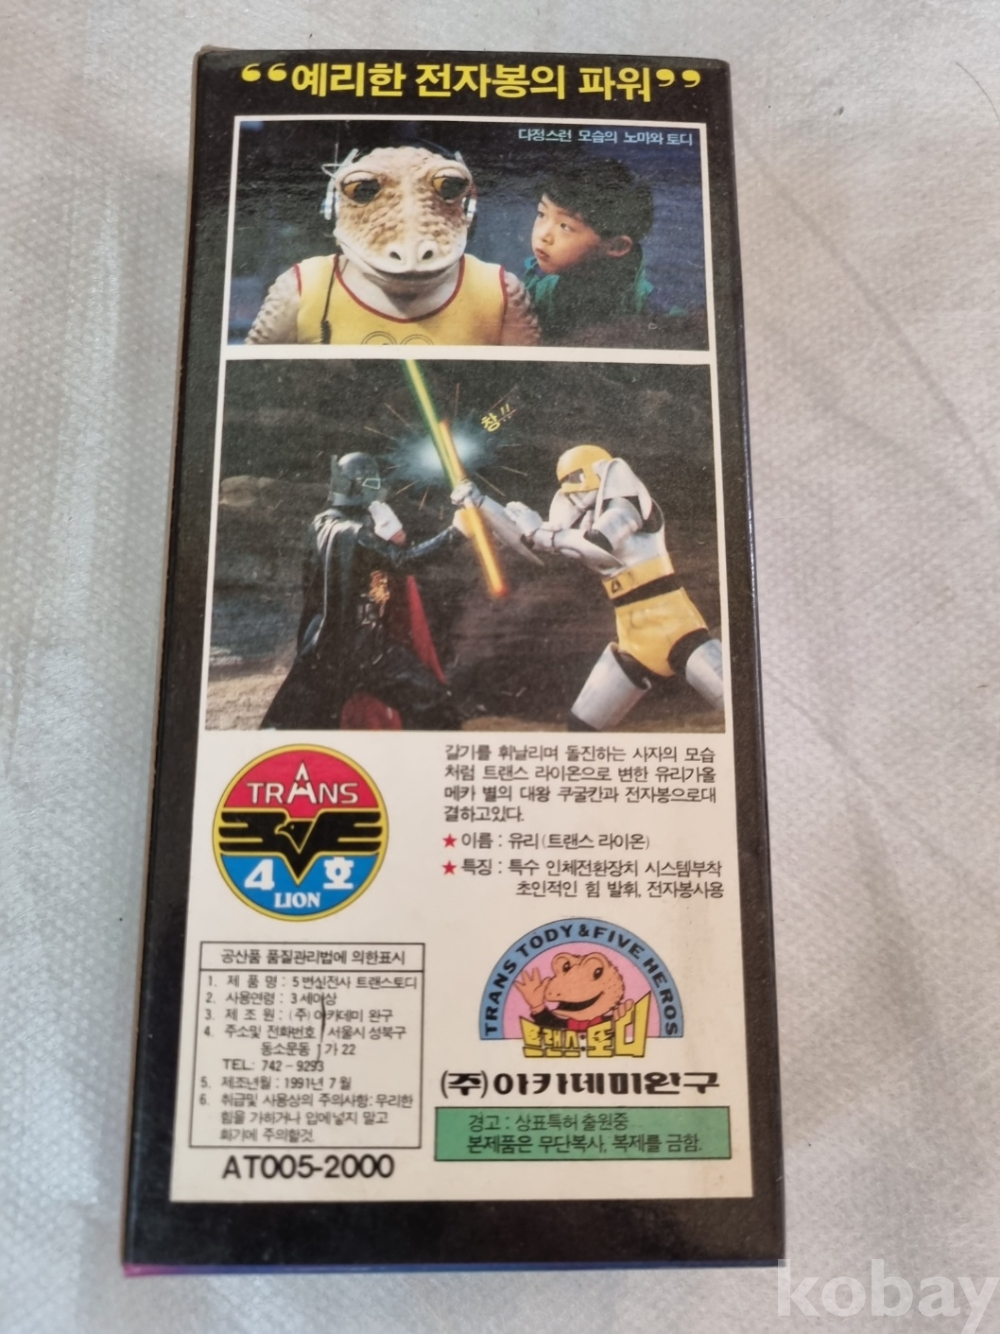 “예리한 전자봉의 파워”
다정스런 모습의 노마와 토디
창!!
갈기를 휘날리며 돌진하는 사자의 모습
처럼 트랜스 라이온으로 변한 유리가올
메카 별의 대왕 쿠굴칸과 전자봉으로대
결하고있다.
★ 이름 : 유리(트랜스 라이온)
★ 특징 : 특수 인체전환장치 시스템부착
초인적인 힘 발휘, 전자봉사용
TRANS
4 호
LION
공산품 품질관리법에 의한표시
1. 제 품 명 : 5변신전사 트랜스토디
2. 사용연령 : 3세이상
3. 제 조 원 : (주)아카데미 완구
4. 주소및 전화번호 서울시 성북구
동소문동 1가 22
TEL: 742-9293
5. 제조년월 : 1991년 7월
6. 취급및 사용상의 주의사항: 무리한
힘을 가하거나 입에넣지 말고
화기에 주의할것.
AT005-2000
TRANS TODY & FIVE HEROS
트랜스·또디
(주)아카데미완구
경고 : 상표특허 출원중
본제품은 무단복사, 복제를 금함.
kobay